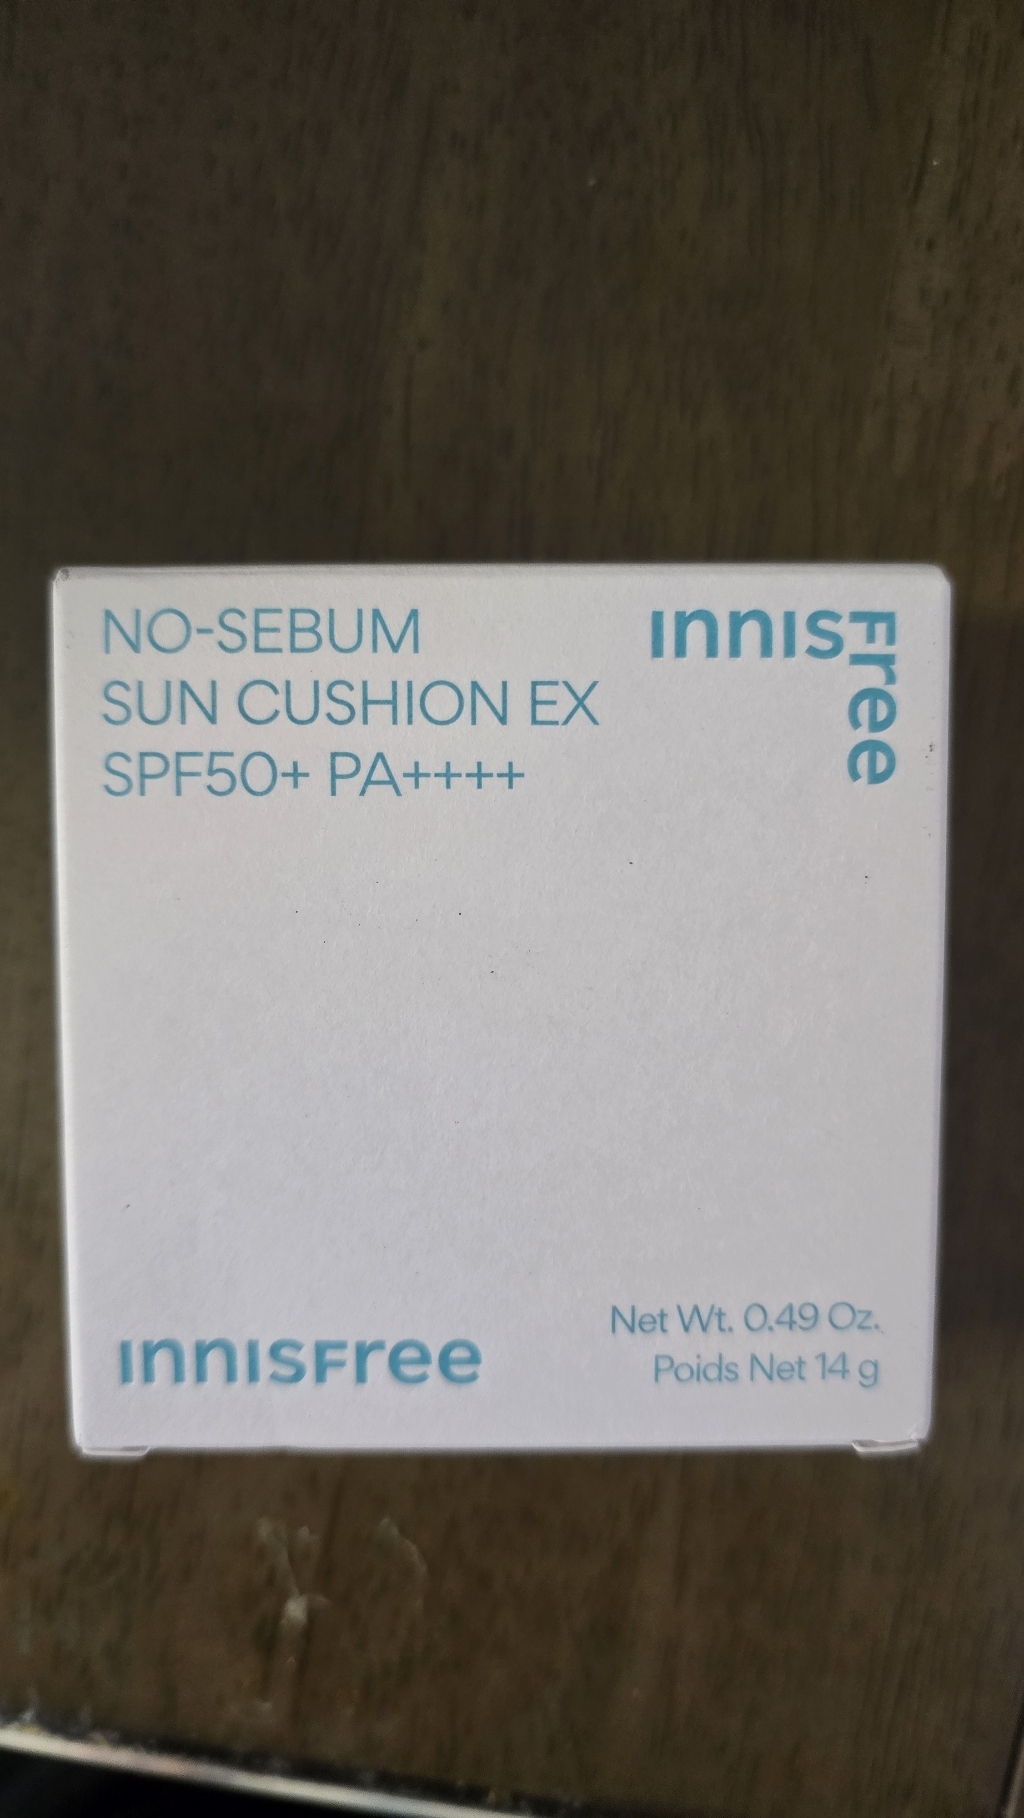 NO-SEBUM
SUN CUSHION EX
SPF50+ PA++++
INNISFree
INNISFree
Net Wt. 0.49 Oz.
Poids Net 14 g